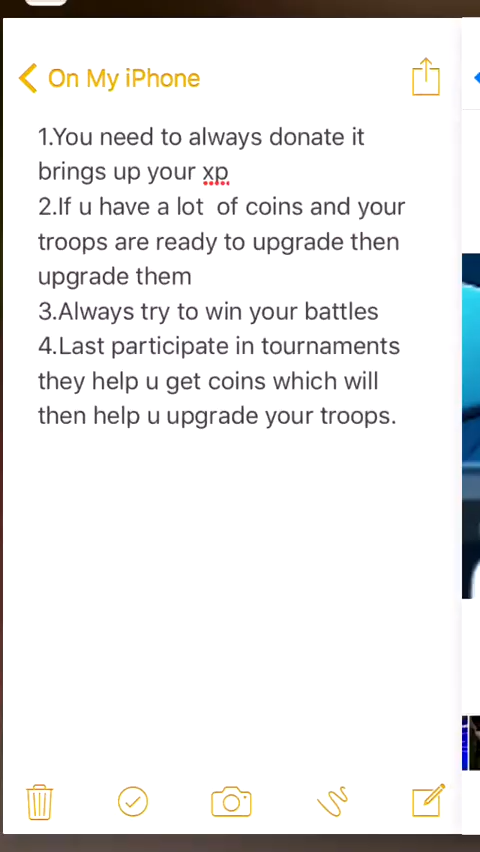 On My iPhone
1.You need to always donate it
brings up your xp
2.If u have a lot  of coins and your
troops are ready to upgrade then
upgrade them
3.Always try to win your battles
4.Last participate in tournaments
they help u get coins which will
then help u upgrade your troops.